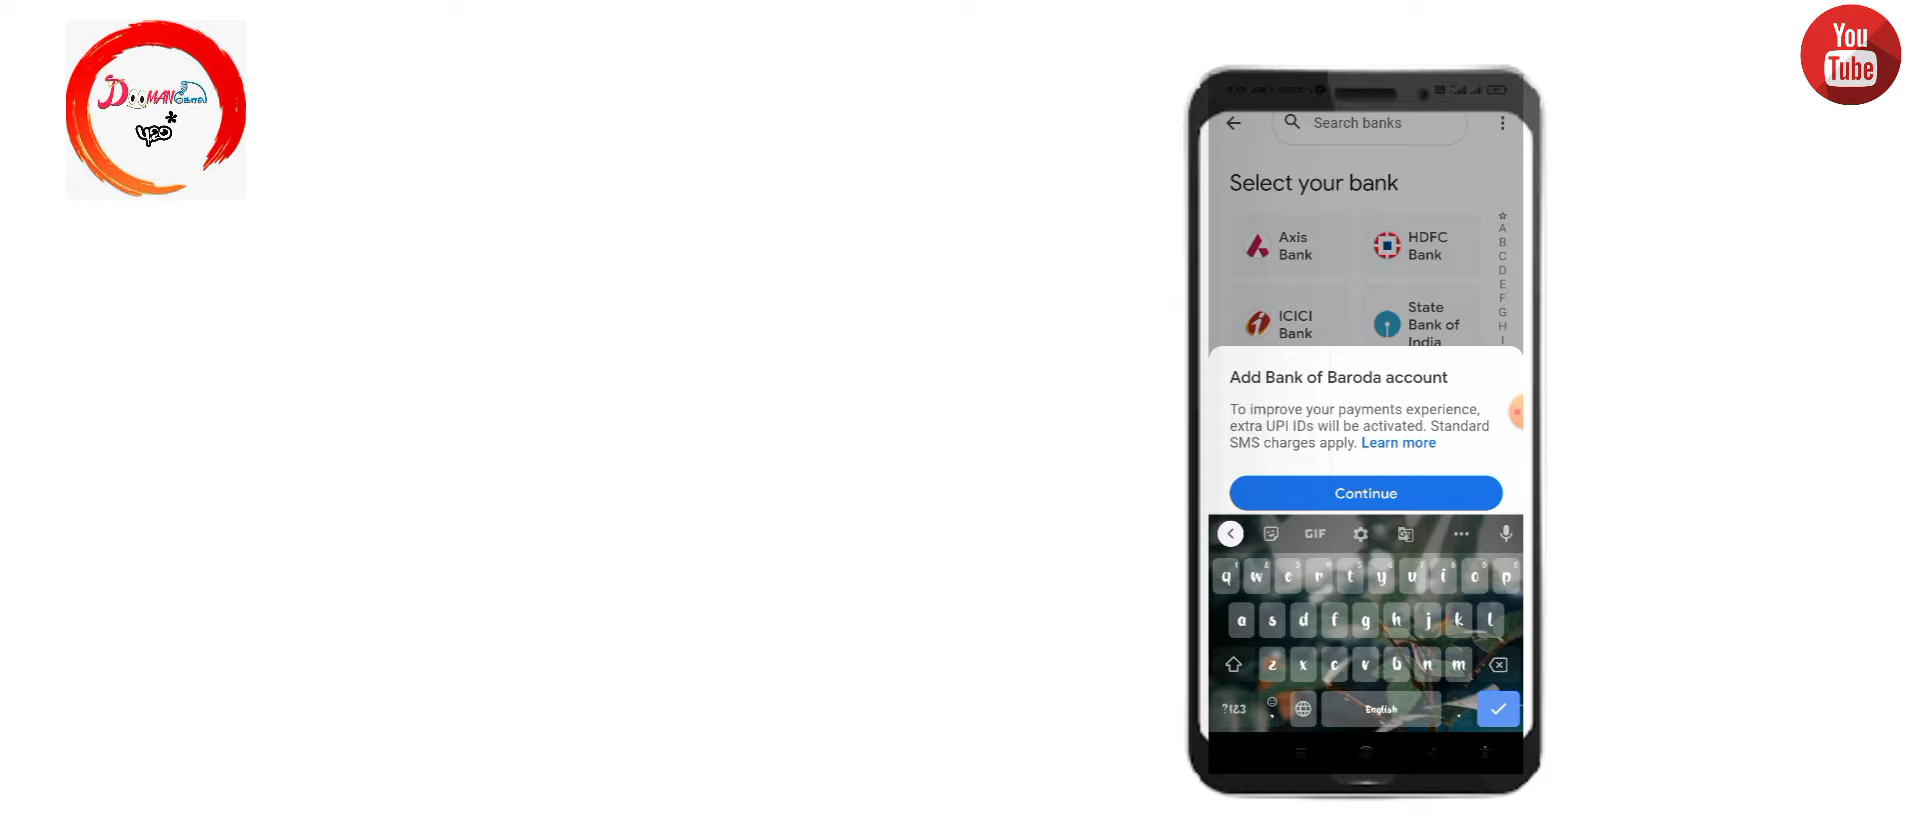 You
Tube
Search banks
Select your bank
Axis
Bank
HDFC
Bank
ICICI
Bank
State
Bank of
India
☆
A
B
C
D
E
F
G
H
I
Add Bank of Baroda account
To improve your payments experience,
extra UPI IDs will be activated. Standard
SMS charges apply. Learn more
Continue
GIF
q w e r t y u i o p
a s d f g h j k l
z x c v b n m
?123 , English .